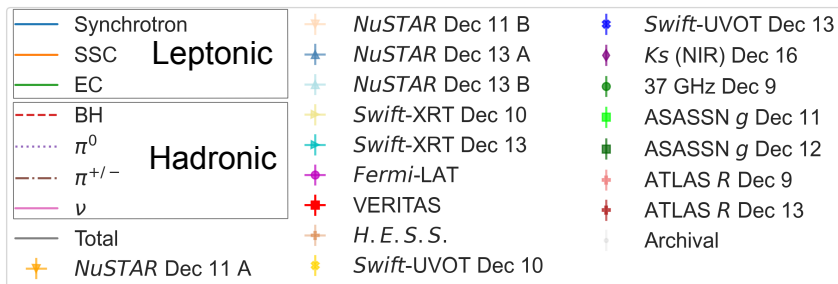 Synchrotron
SSC
EC
Leptonic
BH
π⁰
π⁺/⁻
ν
Hadronic
Total
NuSTAR Dec 11 A
NuSTAR Dec 11 B
NuSTAR Dec 13 A
NuSTAR Dec 13 B
Swift-XRT Dec 10
Swift-XRT Dec 13
Fermi-LAT
VERITAS
H.E.S.S.
Swift-UVOT Dec 10
Swift-UVOT Dec 13
Ks (NIR) Dec 16
37 GHz Dec 9
ASASSN g Dec 11
ASASSN g Dec 12
ATLAS R Dec 9
ATLAS R Dec 13
Archival